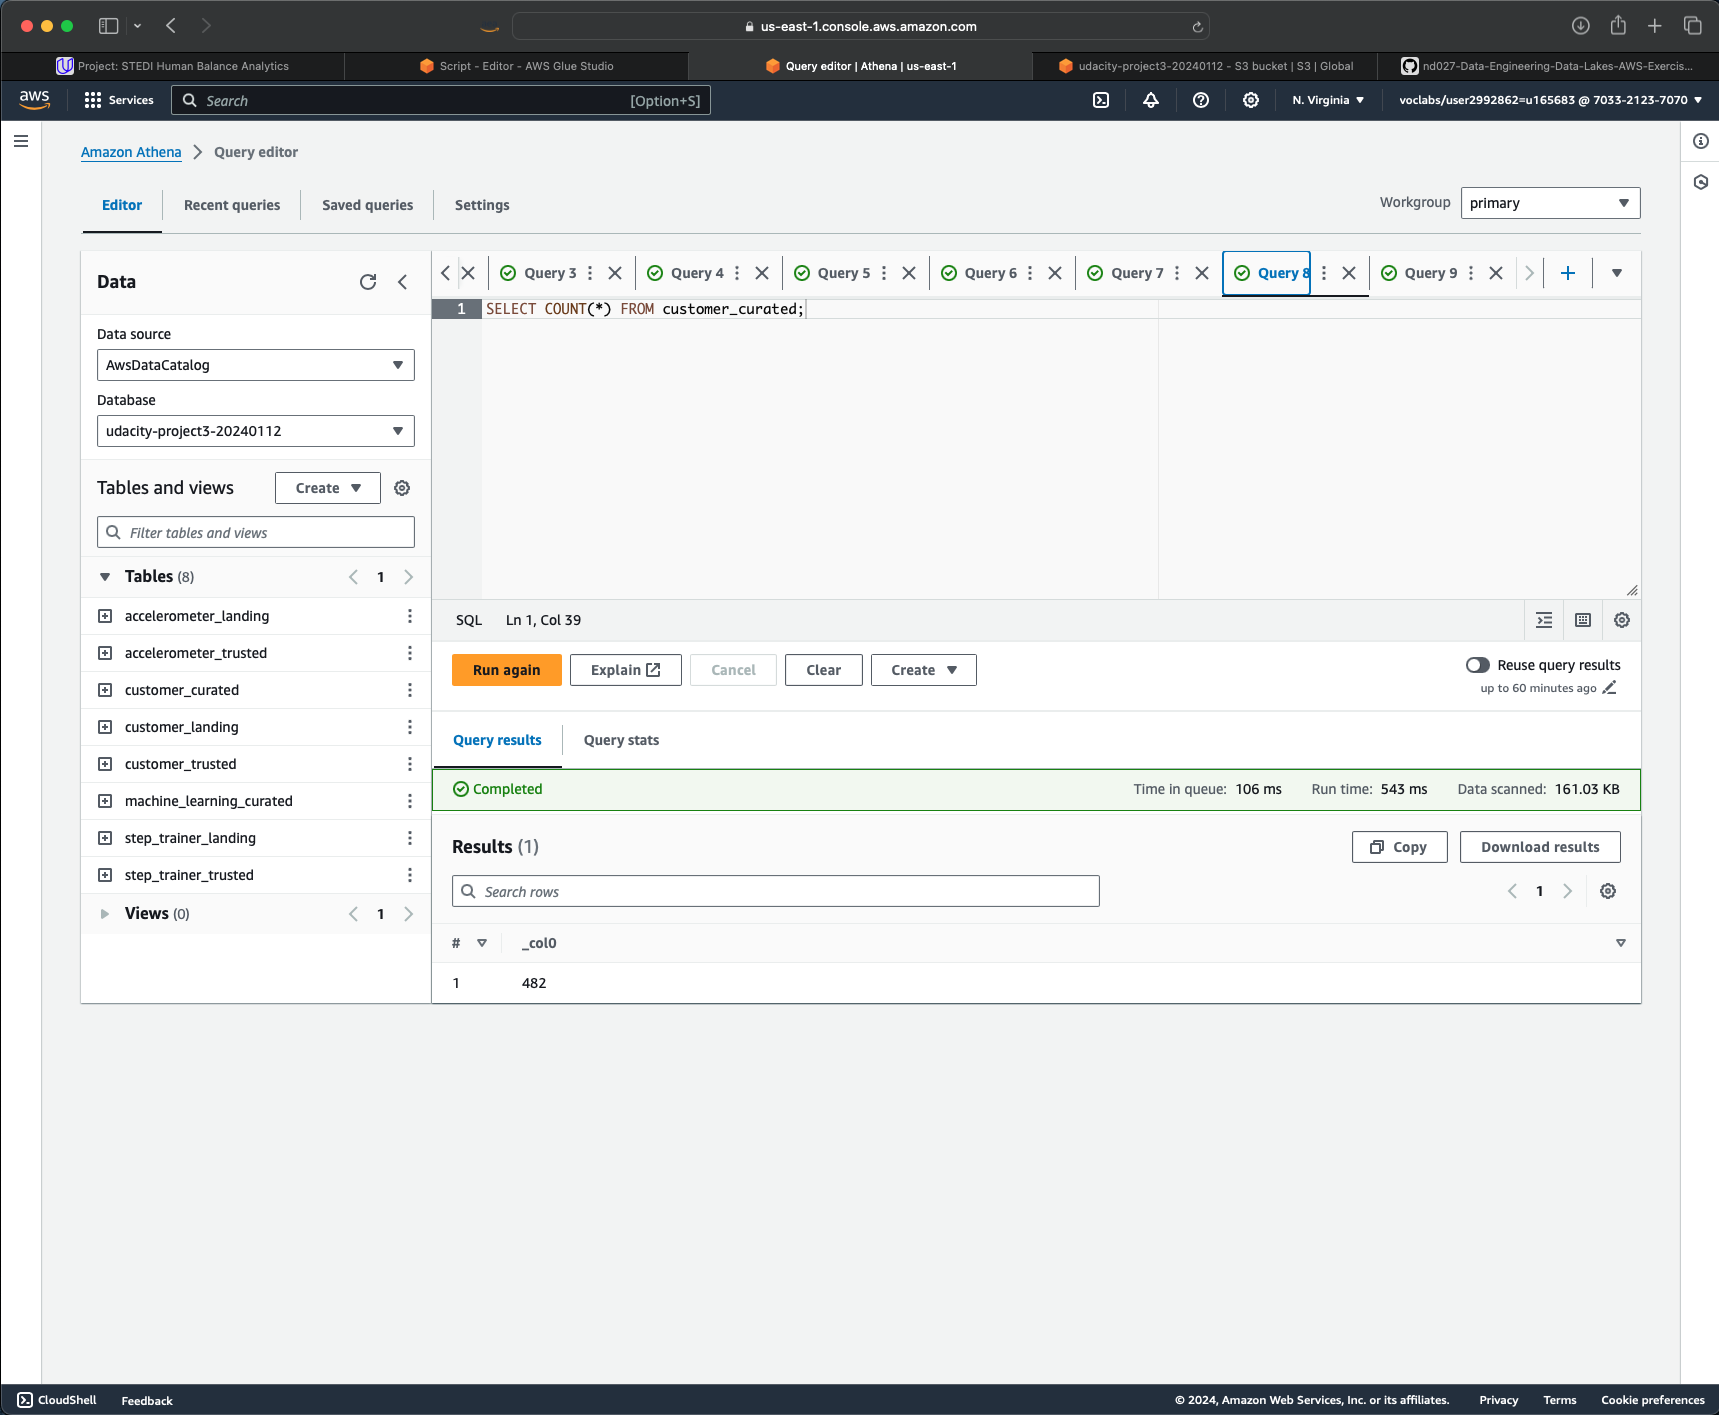 us-east-1.console.aws.amazon.com
Project: STEDI Human Balance Analytics
Script - Editor - AWS Glue Studio
Query editor | Athena | us-east-1
udacity-project3-20240112 - S3 bucket | S3 | Global
nd027-Data-Engineering-Data-Lakes-AWS-Exercis...
aws
Services
Search
[Option+S]
N. Virginia
voclabs/user2992862=u165683 @ 7033-2123-7070
Amazon Athena
Query editor
Editor
Recent queries
Saved queries
Settings
Workgroup
primary
Data
Data source
AwsDataCatalog
Database
udacity-project3-20240112
Tables and views
Create
Filter tables and views
Tables (8)
1
accelerometer_landing
accelerometer_trusted
customer_curated
customer_landing
customer_trusted
machine_learning_curated
step_trainer_landing
step_trainer_trusted
Views (0)
1
Query 3
Query 4
Query 5
Query 6
Query 7
Query 8
Query 9
1
SELECT COUNT(*) FROM customer_curated;
SQL
Ln 1, Col 39
Run again
Explain
Cancel
Clear
Create
Reuse query results
up to 60 minutes ago
Query results
Query stats
Completed
Time in queue: 106 ms
Run time: 543 ms
Data scanned: 161.03 KB
Results (1)
Copy
Download results
Search rows
1
#
_col0
1
482
CloudShell
Feedback
© 2024, Amazon Web Services, Inc. or its affiliates.
Privacy
Terms
Cookie preferences